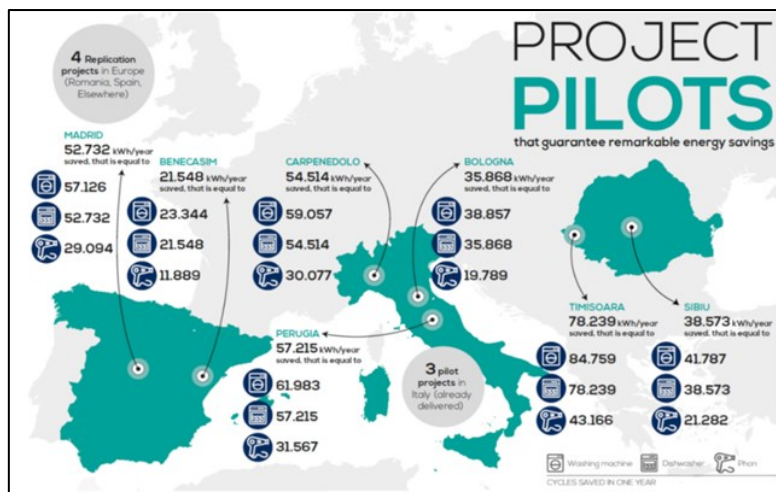 PROJECT
PILOTS
that guarantee remarkable energy savings
4 Replication
projects in Europe
(Romania, Spain,
Elsewhere)
MADRID
52.732 kWh/year
saved, that is equal to
57.126
52.732
29.094
BENECASIM
21.548 kWh/year
saved, that is equal to
23.344
21.548
11.889
CARPENEDOLO
54.514 kWh/year
saved, that is equal to
59.057
54.514
30.077
BOLOGNA
35.868 kWh/year
saved, that is equal to
38.857
35.868
19.789
PERUGIA
57.215 kWh/year
saved, that is equal to
61.983
57.215
31.567
3 pilot
projects in
Italy (already
delivered)
TIMISOARA
78.239 kWh/year
saved, that is equal to
84.759
78.239
43.166
SIBIU
38.573 kWh/year
saved, that is equal to
41.787
38.573
21.282
Washing machine Dishwasher Phon
CYCLES SAVED IN ONE YEAR